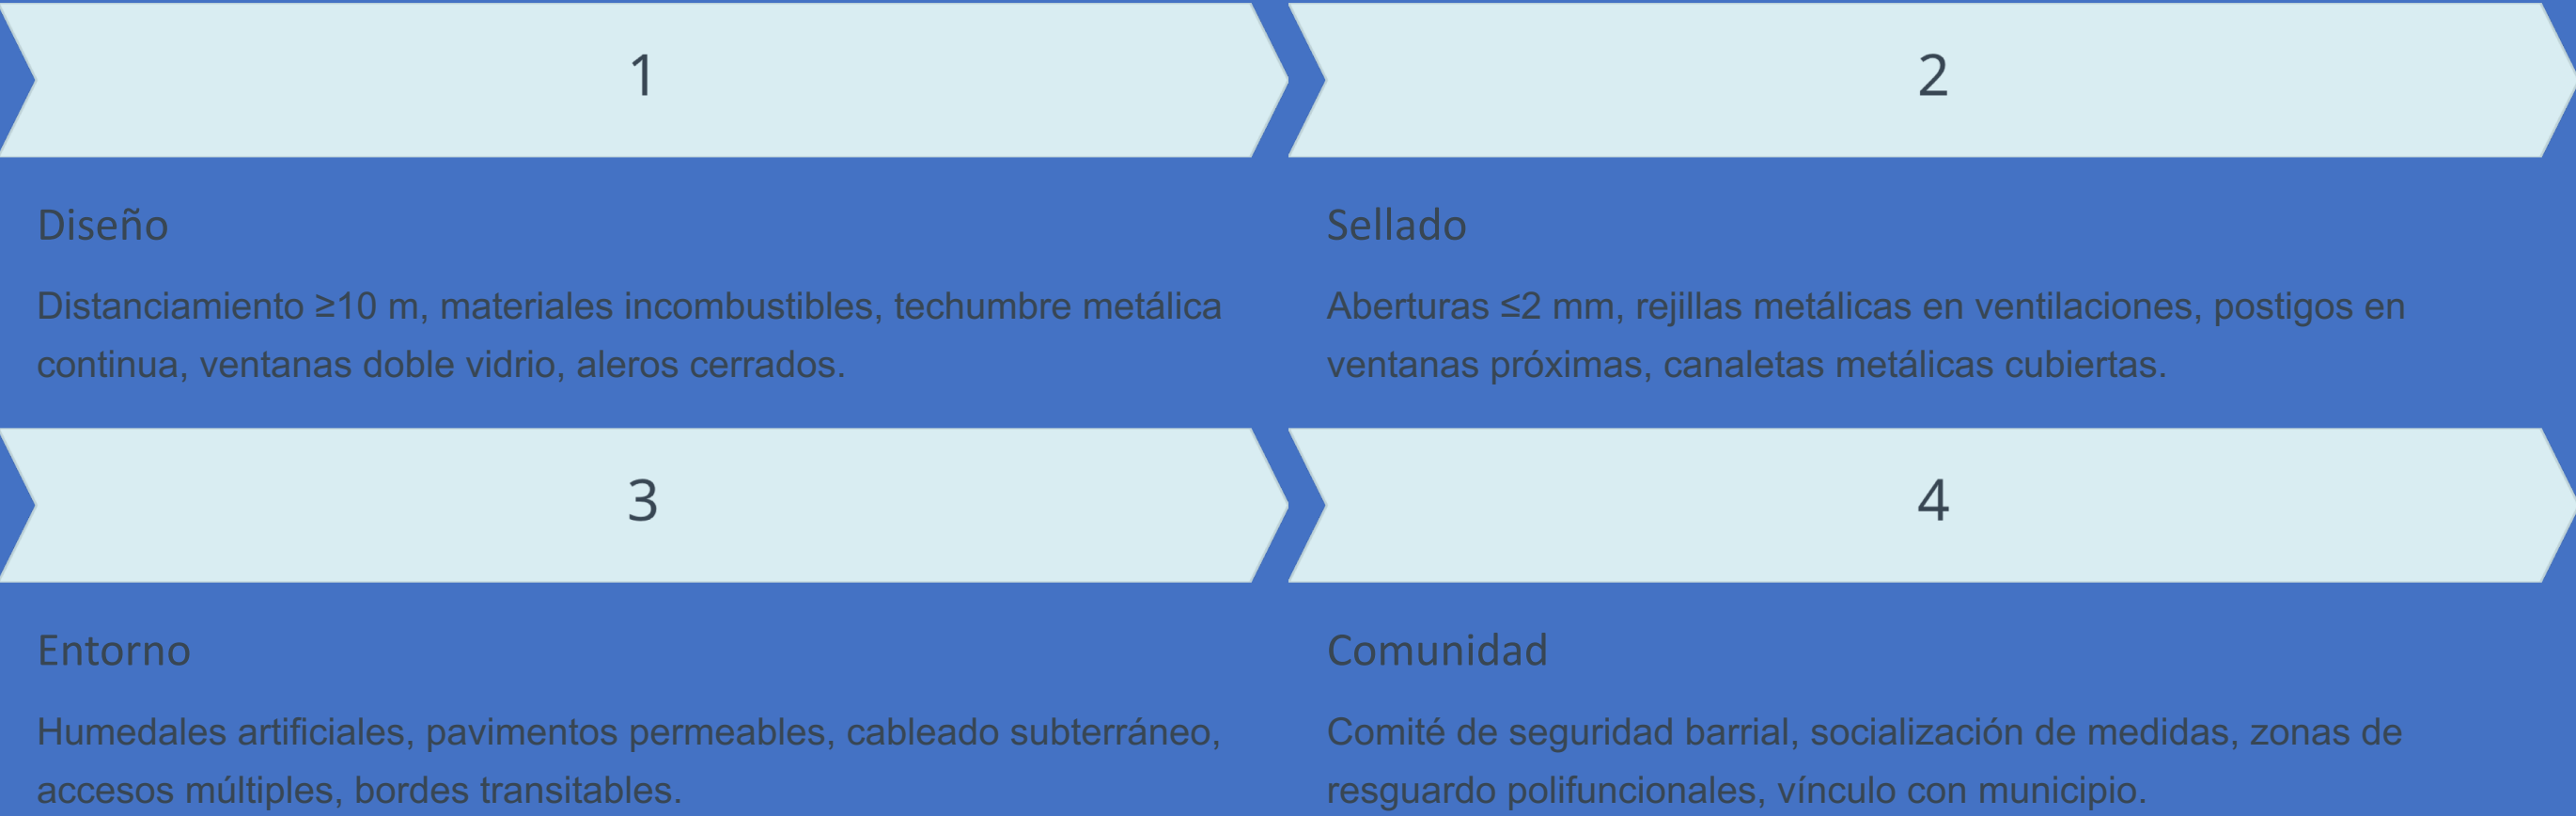 1
2
Diseño
Distanciamiento ≥10 m, materiales incombustibles, techumbre metálica
continua, ventanas doble vidrio, aleros cerrados.
Sellado
Aberturas ≤2 mm, rejillas metálicas en ventilaciones, postigos en
ventanas próximas, canaletas metálicas cubiertas.
3
4
Entorno
Humedales artificiales, pavimentos permeables, cableado subterráneo,
accesos múltiples, bordes transitables.
Comunidad
Comité de seguridad barrial, socialización de medidas, zonas de
resguardo polifuncionales, vínculo con municipio.